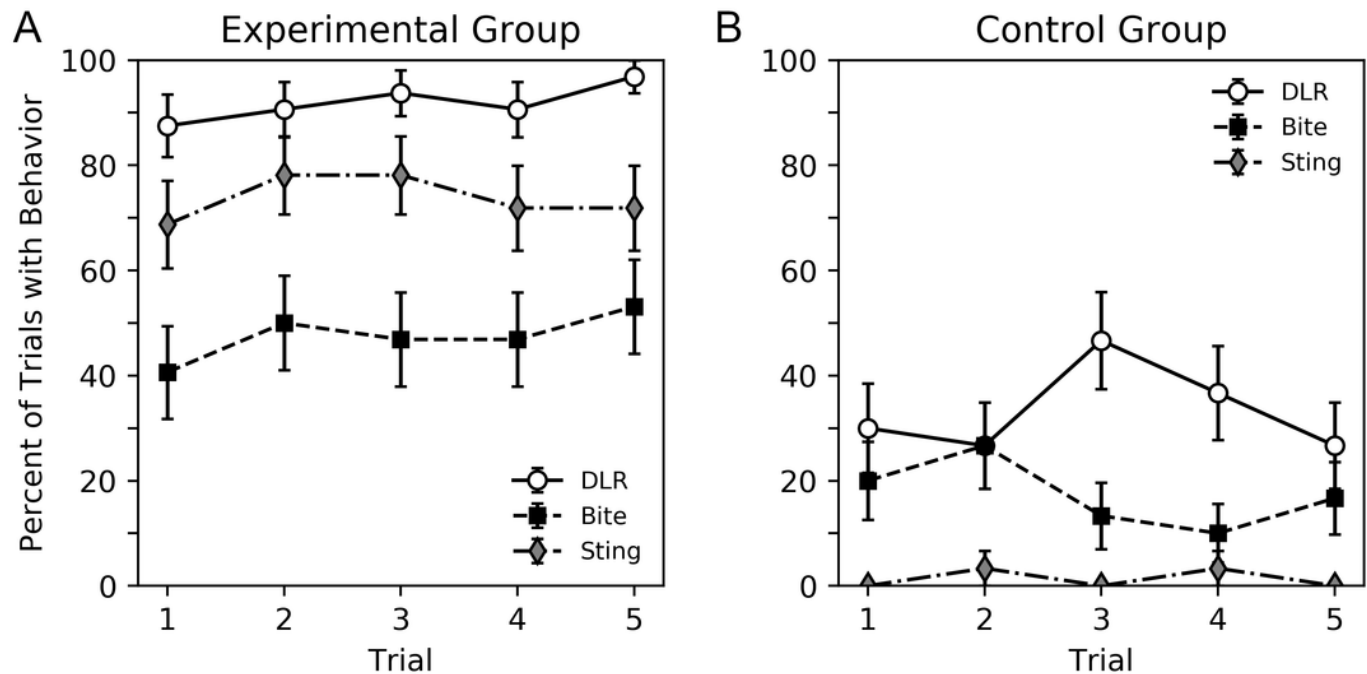 A
Experimental Group
Percent of Trials with Behavior
100
80
60
40
20
0
DLR
Bite
Sting
1 2 3 4 5
Trial
B
Control Group
100
80
60
40
20
0
DLR
Bite
Sting
1 2 3 4 5
Trial